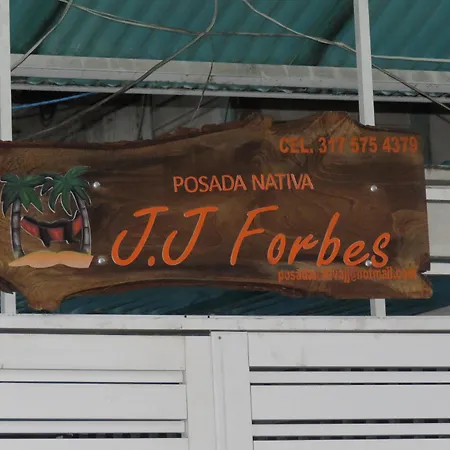 CEL. 317 575 4379
POSADA NATIVA
J.J Forbes